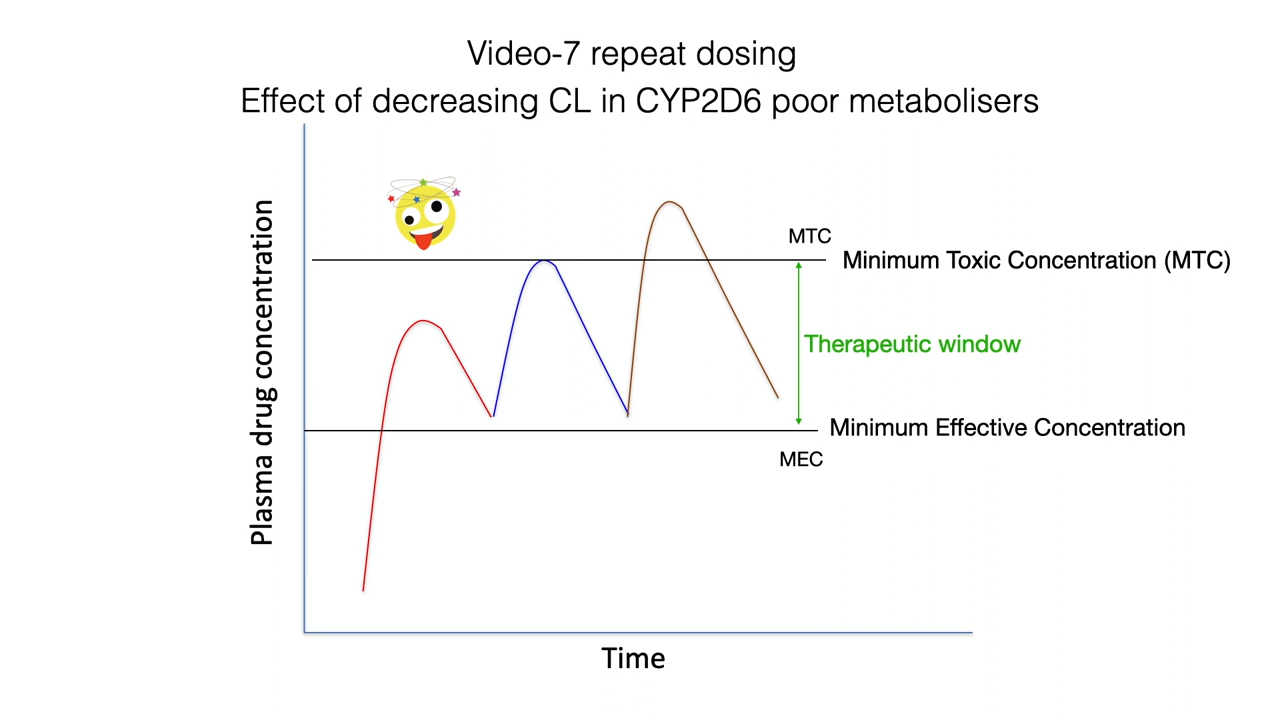 Video-7 repeat dosing
Effect of decreasing CL in CYP2D6 poor metabolisers
Plasma drug concentration
MTC
Minimum Toxic Concentration (MTC)
Therapeutic window
Minimum Effective Concentration
MEC
Time